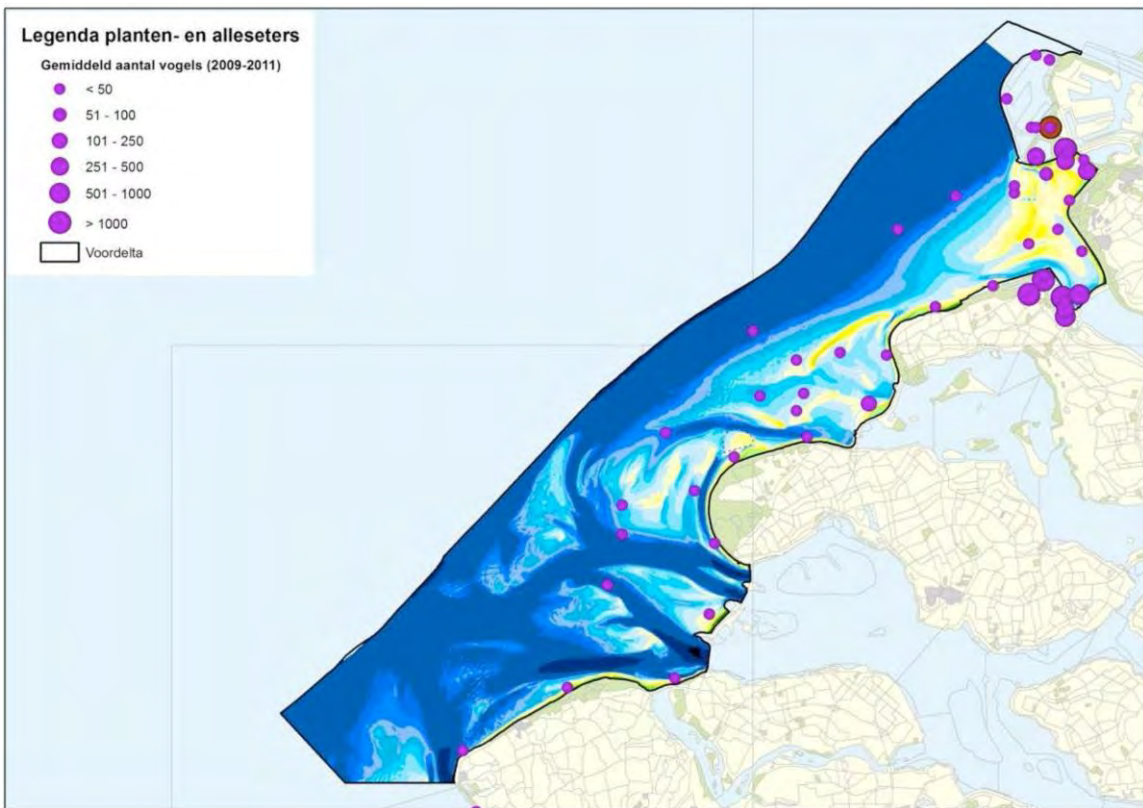 Legenda planten- en alleseters
Gemiddeld aantal vogels (2009-2011)
< 50
51 - 100
101 - 250
251 - 500
501 - 1000
> 1000
Voordelta